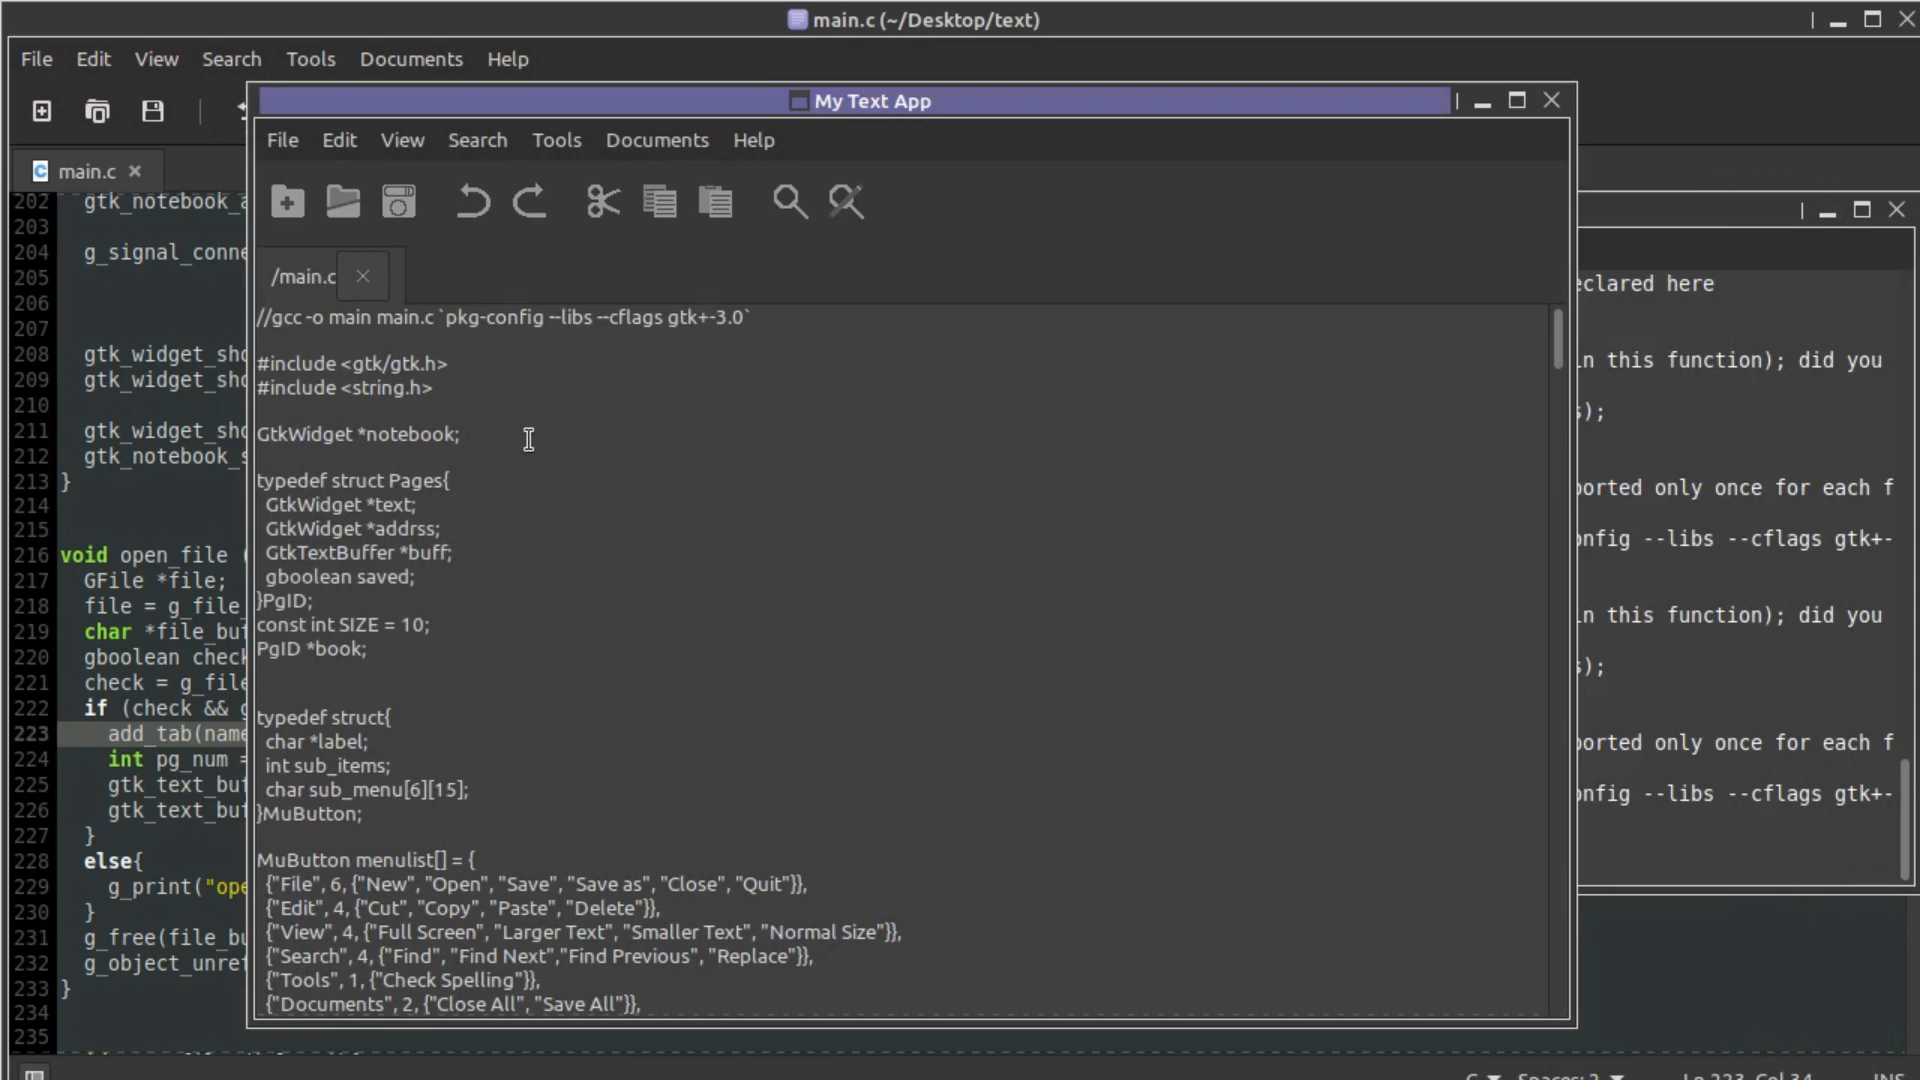 main.c (~/Desktop/text)
File Edit View Search Tools Documents Help
main.c
202 gtk_notebook_a
203
204 g_signal_conne
205
206
207
208 gtk_widget_sho
209 gtk_widget_sho
210
211 gtk_widget_sho
212 gtk_notebook_s
213 }
214
215
216 void open_file (
217 GFile *file;
218 file = g_file_
219 char *file_buf
220 gboolean check
221 check = g_file
222 if (check && g
223 add_tab(name
224 int pg_num =
225 gtk_text_buf
226 gtk_text_buf
227 }
228 else{
229 g_print("ope
230 }
231 g_free(file_bu
232 g_object_unref
233 }
234
235
My Text App
File Edit View Search Tools Documents Help
/main.c
//gcc -o main main.c `pkg-config --libs --cflags gtk+-3.0`
#include <gtk/gtk.h>
#include <string.h>
GtkWidget *notebook;
typedef struct Pages{
GtkWidget *text;
GtkWidget *addrss;
GtkTextBuffer *buff;
gboolean saved;
}PgID;
const int SIZE = 10;
PgID *book;
typedef struct{
char *label;
int sub_items;
char sub_menu[6][15];
}MuButton;
MuButton menulist[] = {
{"File", 6, {"New", "Open", "Save", "Save as", "Close", "Quit"}},
{"Edit", 4, {"Cut", "Copy", "Paste", "Delete"}},
{"View", 4, {"Full Screen", "Larger Text", "Smaller Text", "Normal Size"}},
{"Search", 4, {"Find", "Find Next","Find Previous", "Replace"}},
{"Tools", 1, {"Check Spelling"}},
{"Documents", 2, {"Close All", "Save All"}},
eclared here
in this function); did you
s);
ported only once for each f
onfig --libs --cflags gtk+-
in this function); did you
s);
ported only once for each f
onfig --libs --cflags gtk+-